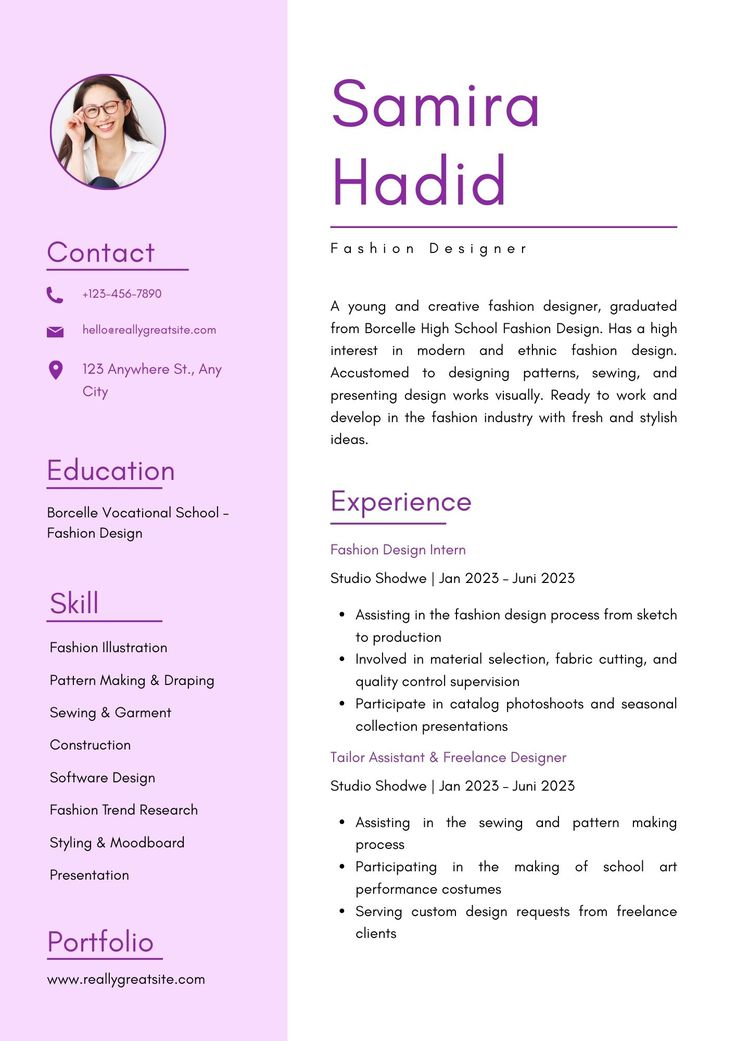 Samira
Hadid
Fashion Designer
Contact
+123-456-7890
hello@reallygreatsite.com
123 Anywhere St., Any
City
Education
Borcelle Vocational School –
Fashion Design
Skill
Fashion Illustration
Pattern Making & Draping
Sewing & Garment
Construction
Software Design
Fashion Trend Research
Styling & Moodboard
Presentation
Portfolio
www.reallygreatsite.com
A young and creative fashion designer, graduated
from Borcelle High School Fashion Design. Has a high
interest in modern and ethnic fashion design.
Accustomed to designing patterns, sewing, and
presenting design works visually. Ready to work and
develop in the fashion industry with fresh and stylish
ideas.
Experience
Fashion Design Intern
Studio Shodwe | Jan 2023 – Juni 2023
• Assisting in the fashion design process from sketch
to production
• Involved in material selection, fabric cutting, and
quality control supervision
• Participate in catalog photoshoots and seasonal
collection presentations
Tailor Assistant & Freelance Designer
Studio Shodwe | Jan 2023 – Juni 2023
• Assisting in the sewing and pattern making
process
• Participating in the making of school art
performance costumes
• Serving custom design requests from freelance
clients